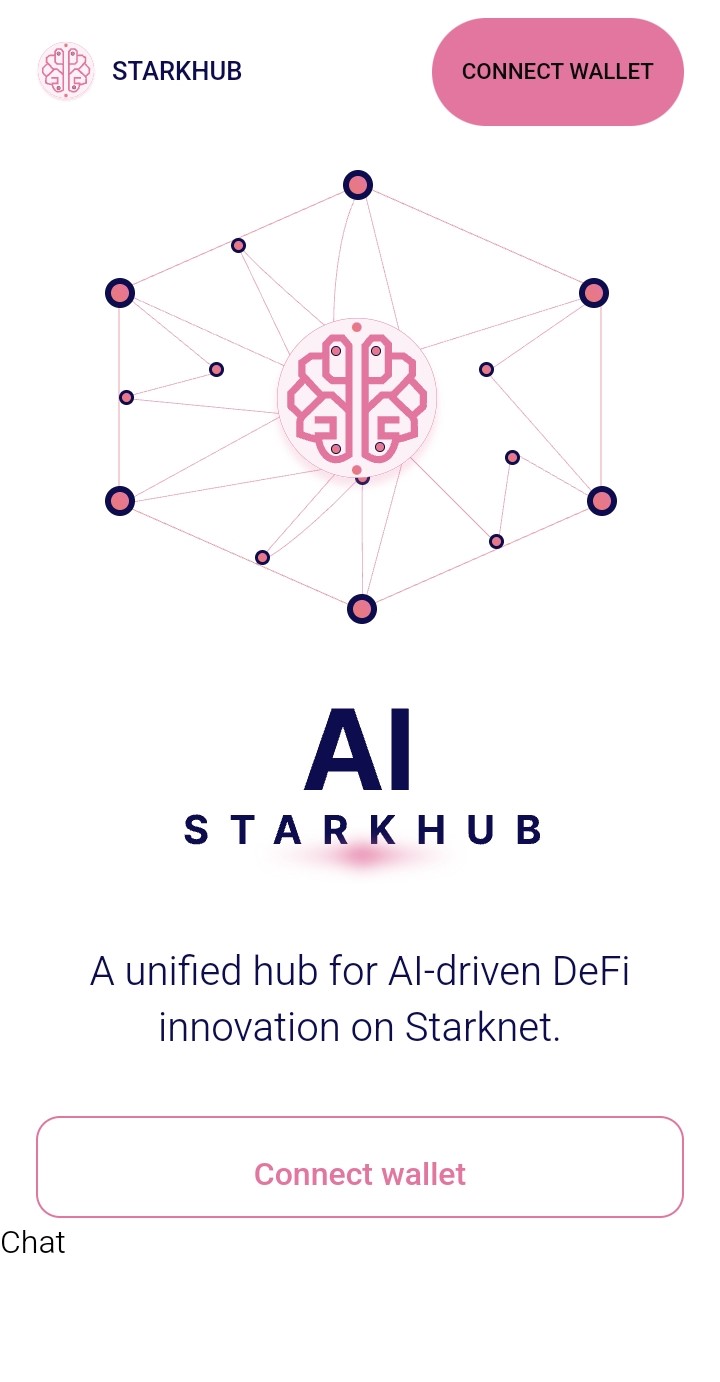 STARKHUB
CONNECT WALLET
AI
STARKHUB
A unified hub for AI-driven DeFi
innovation on Starknet.
Connect wallet
Chat